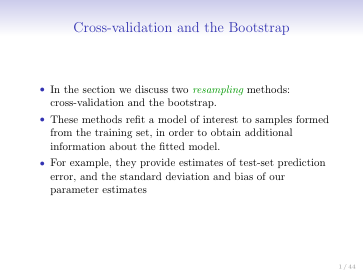 Cross-validation and the Bootstrap
• In the section we discuss two resampling methods:
cross-validation and the bootstrap.
• These methods refit a model of interest to samples formed
from the training set, in order to obtain additional
information about the fitted model.
• For example, they provide estimates of test-set prediction
error, and the standard deviation and bias of our
parameter estimates
1 / 44